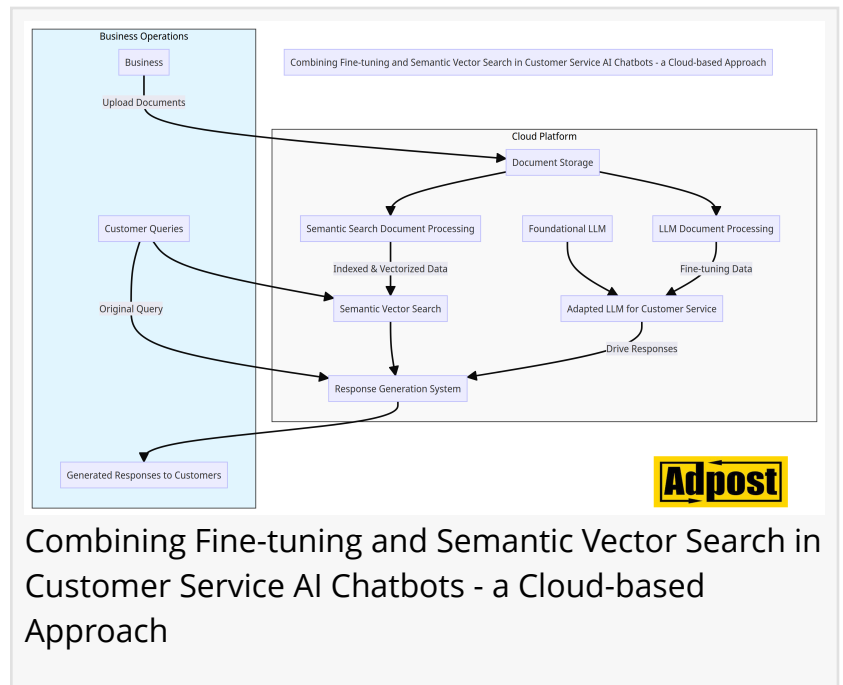 Business Operations
Business
Combining Fine-tuning and Semantic Vector Search in Customer Service AI Chatbots - a Cloud-based Approach
Upload Documents
Cloud Platform
Document Storage
Customer Queries
Semantic Search Document Processing
Foundational LLM
LLM Document Processing
Indexed & Vectorized Data
Fine-tuning Data
Original Query
Semantic Vector Search
Adapted LLM for Customer Service
Drive Responses
Response Generation System
Generated Responses to Customers
Adpost
Combining Fine-tuning and Semantic Vector Search in
Customer Service AI Chatbots - a Cloud-based
Approach